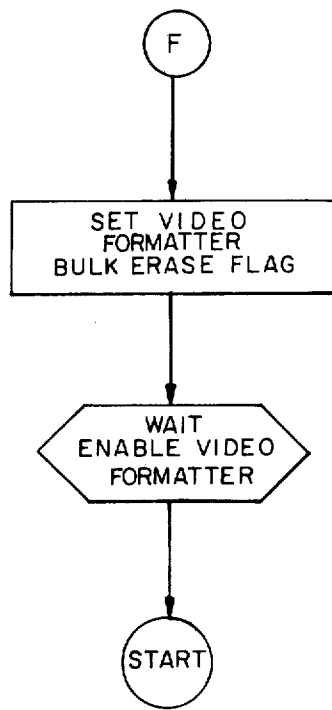 F
SET VIDEO
FORMATTER
BULK ERASE FLAG
WAIT
ENABLE VIDEO
FORMATTER
START